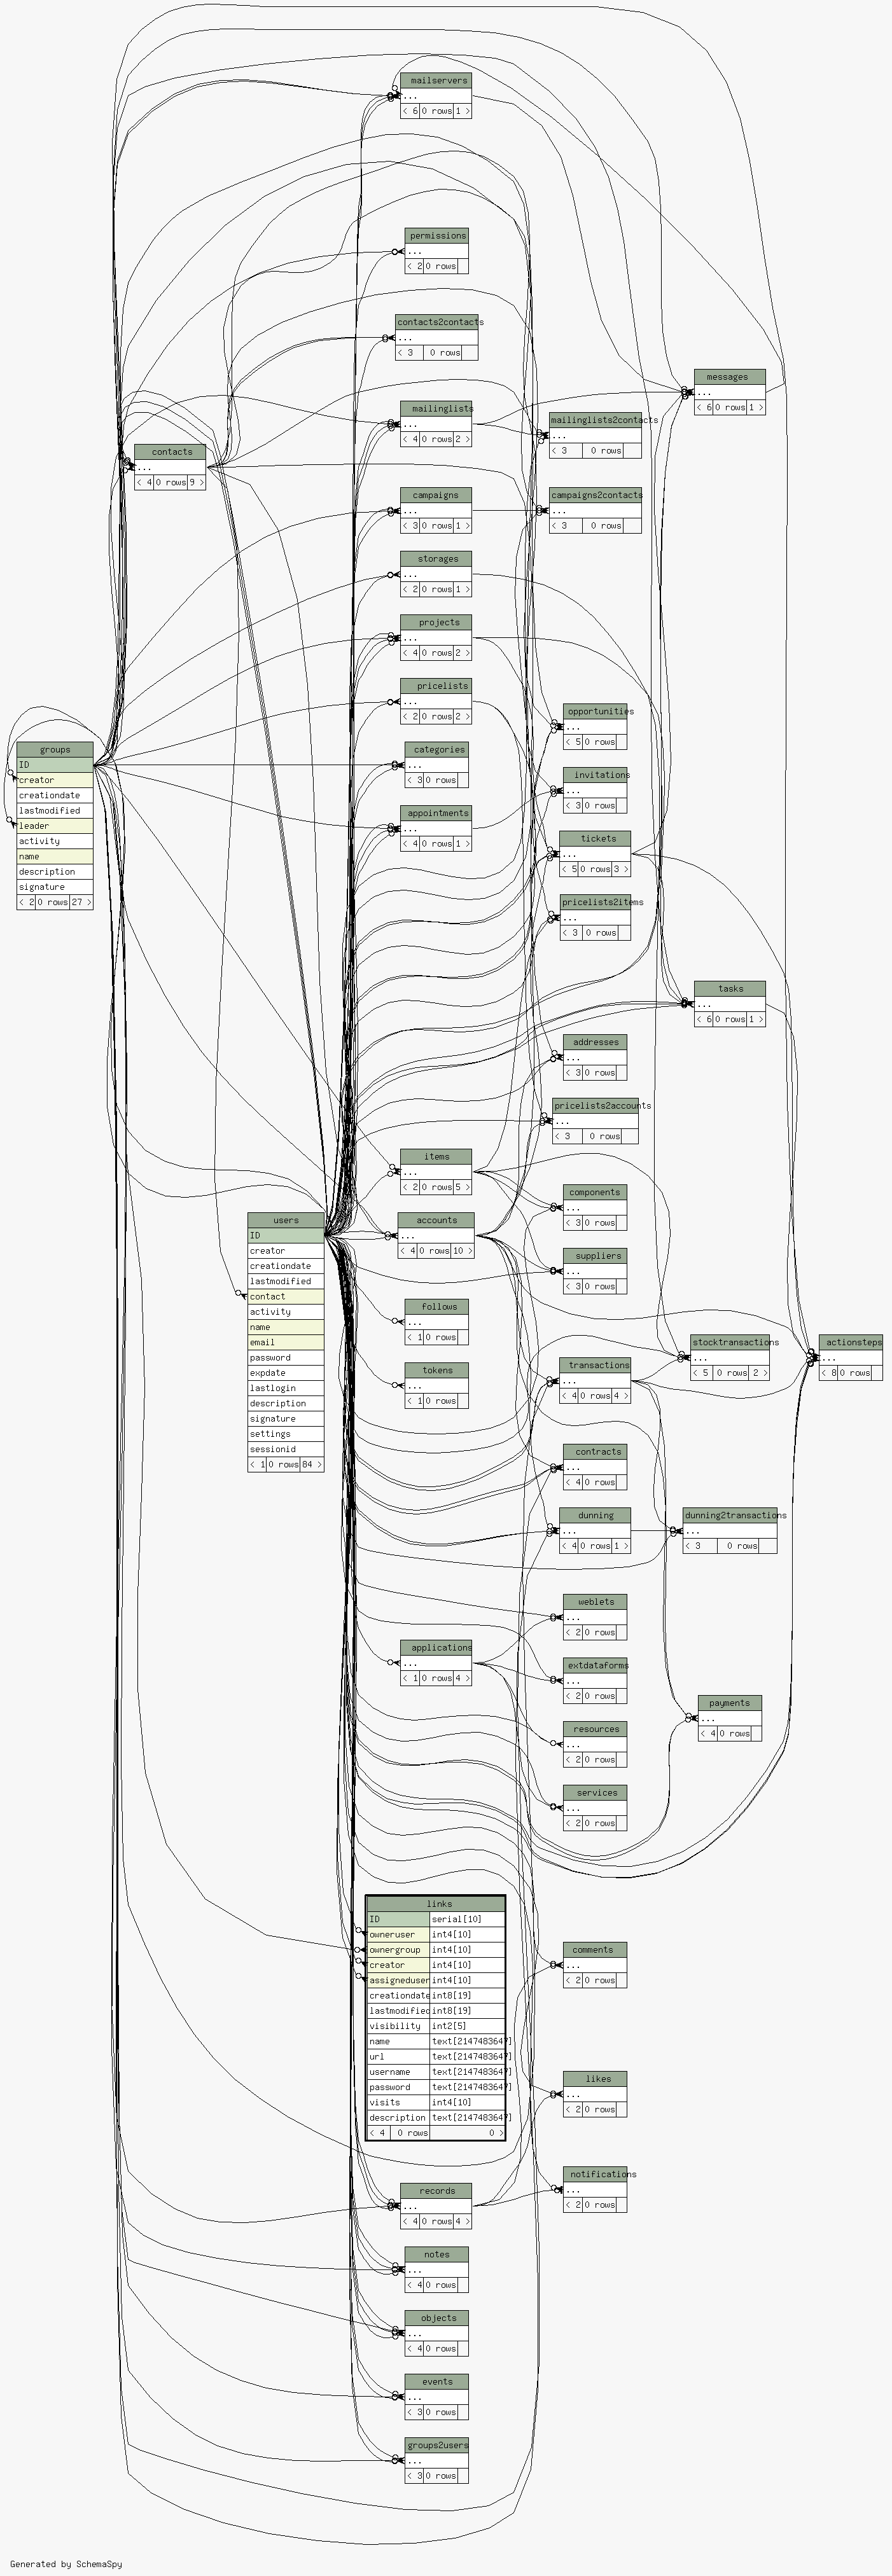 mailservers
...
< 6 0 rows 1 >
permissions
...
< 2 0 rows
contacts2contacts
...
< 3 0 rows
messages
...
< 6 0 rows 1 >
mailinglists
...
< 4 0 rows 2 >
mailinglists2contacts
...
< 3 0 rows
contacts
...
< 4 0 rows 9 >
campaigns
...
< 3 0 rows 1 >
campaigns2contacts
...
< 3 0 rows
storages
...
< 2 0 rows 1 >
projects
...
< 4 0 rows 2 >
pricelists
...
< 2 0 rows 2 >
opportunities
...
< 5 0 rows
groups
ID
creator
creationdate
lastmodified
leader
activity
name
description
signature
< 2 0 rows 27 >
categories
...
< 3 0 rows
invitations
...
< 3 0 rows
appointments
...
< 4 0 rows 1 >
tickets
...
< 5 0 rows 3 >
pricelists2items
...
< 3 0 rows
tasks
...
< 6 0 rows 1 >
addresses
...
< 3 0 rows
pricelists2accounts
...
< 3 0 rows
items
...
< 2 0 rows 5 >
components
...
< 3 0 rows
users
ID
creator
creationdate
lastmodified
contact
activity
name
email
password
expdate
lastlogin
description
signature
settings
sessionid
< 1 0 rows 84 >
accounts
...
< 4 0 rows 10 >
suppliers
...
< 3 0 rows
follows
...
< 1 0 rows
stocktransactions
...
< 5 0 rows 2 >
actionsteps
...
< 8 0 rows
tokens
...
< 1 0 rows
transactions
...
< 4 0 rows 4 >
contracts
...
< 4 0 rows
dunning
...
< 4 0 rows 1 >
dunning2transactions
...
< 3 0 rows
weblets
...
< 2 0 rows
applications
...
< 1 0 rows 4 >
extdataforms
...
< 2 0 rows
payments
...
< 4 0 rows
resources
...
< 2 0 rows
services
...
< 2 0 rows
links
ID serial[10]
owneruser int4[10]
ownergroup int4[10]
creator int4[10]
assigneduser int4[10]
creationdate int8[19]
lastmodified int8[19]
visibility int2[5]
name text[2147483647]
url text[2147483647]
username text[2147483647]
password text[2147483647]
visits int4[10]
description text[2147483647]
< 4 0 rows 0 >
comments
...
< 2 0 rows
likes
...
< 2 0 rows
notifications
...
< 2 0 rows
records
...
< 4 0 rows 4 >
notes
...
< 4 0 rows
objects
...
< 4 0 rows
events
...
< 3 0 rows
groups2users
...
< 3 0 rows
Generated by SchemaSpy